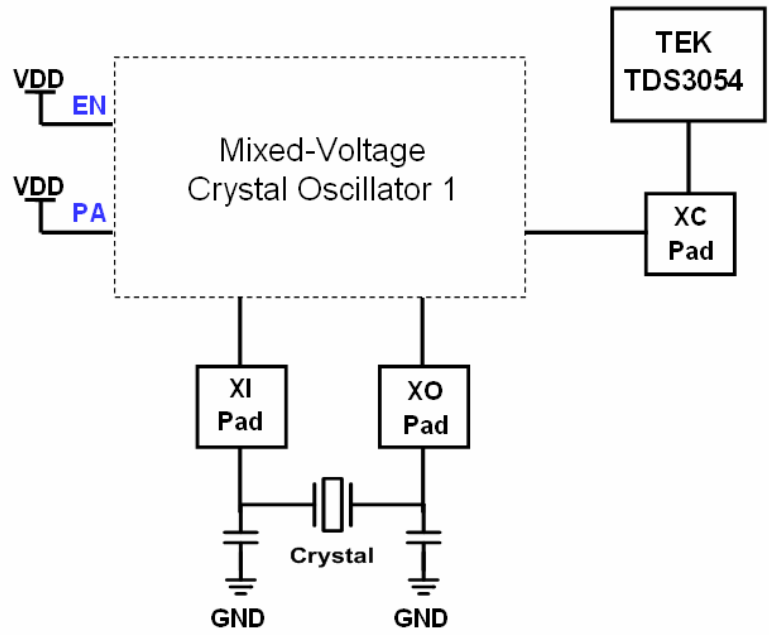 TEK
TDS3054
VDD
EN
Mixed-Voltage
Crystal Oscillator 1
VDD
PA
XC
Pad
XI
Pad
XO
Pad
Crystal
GND
GND